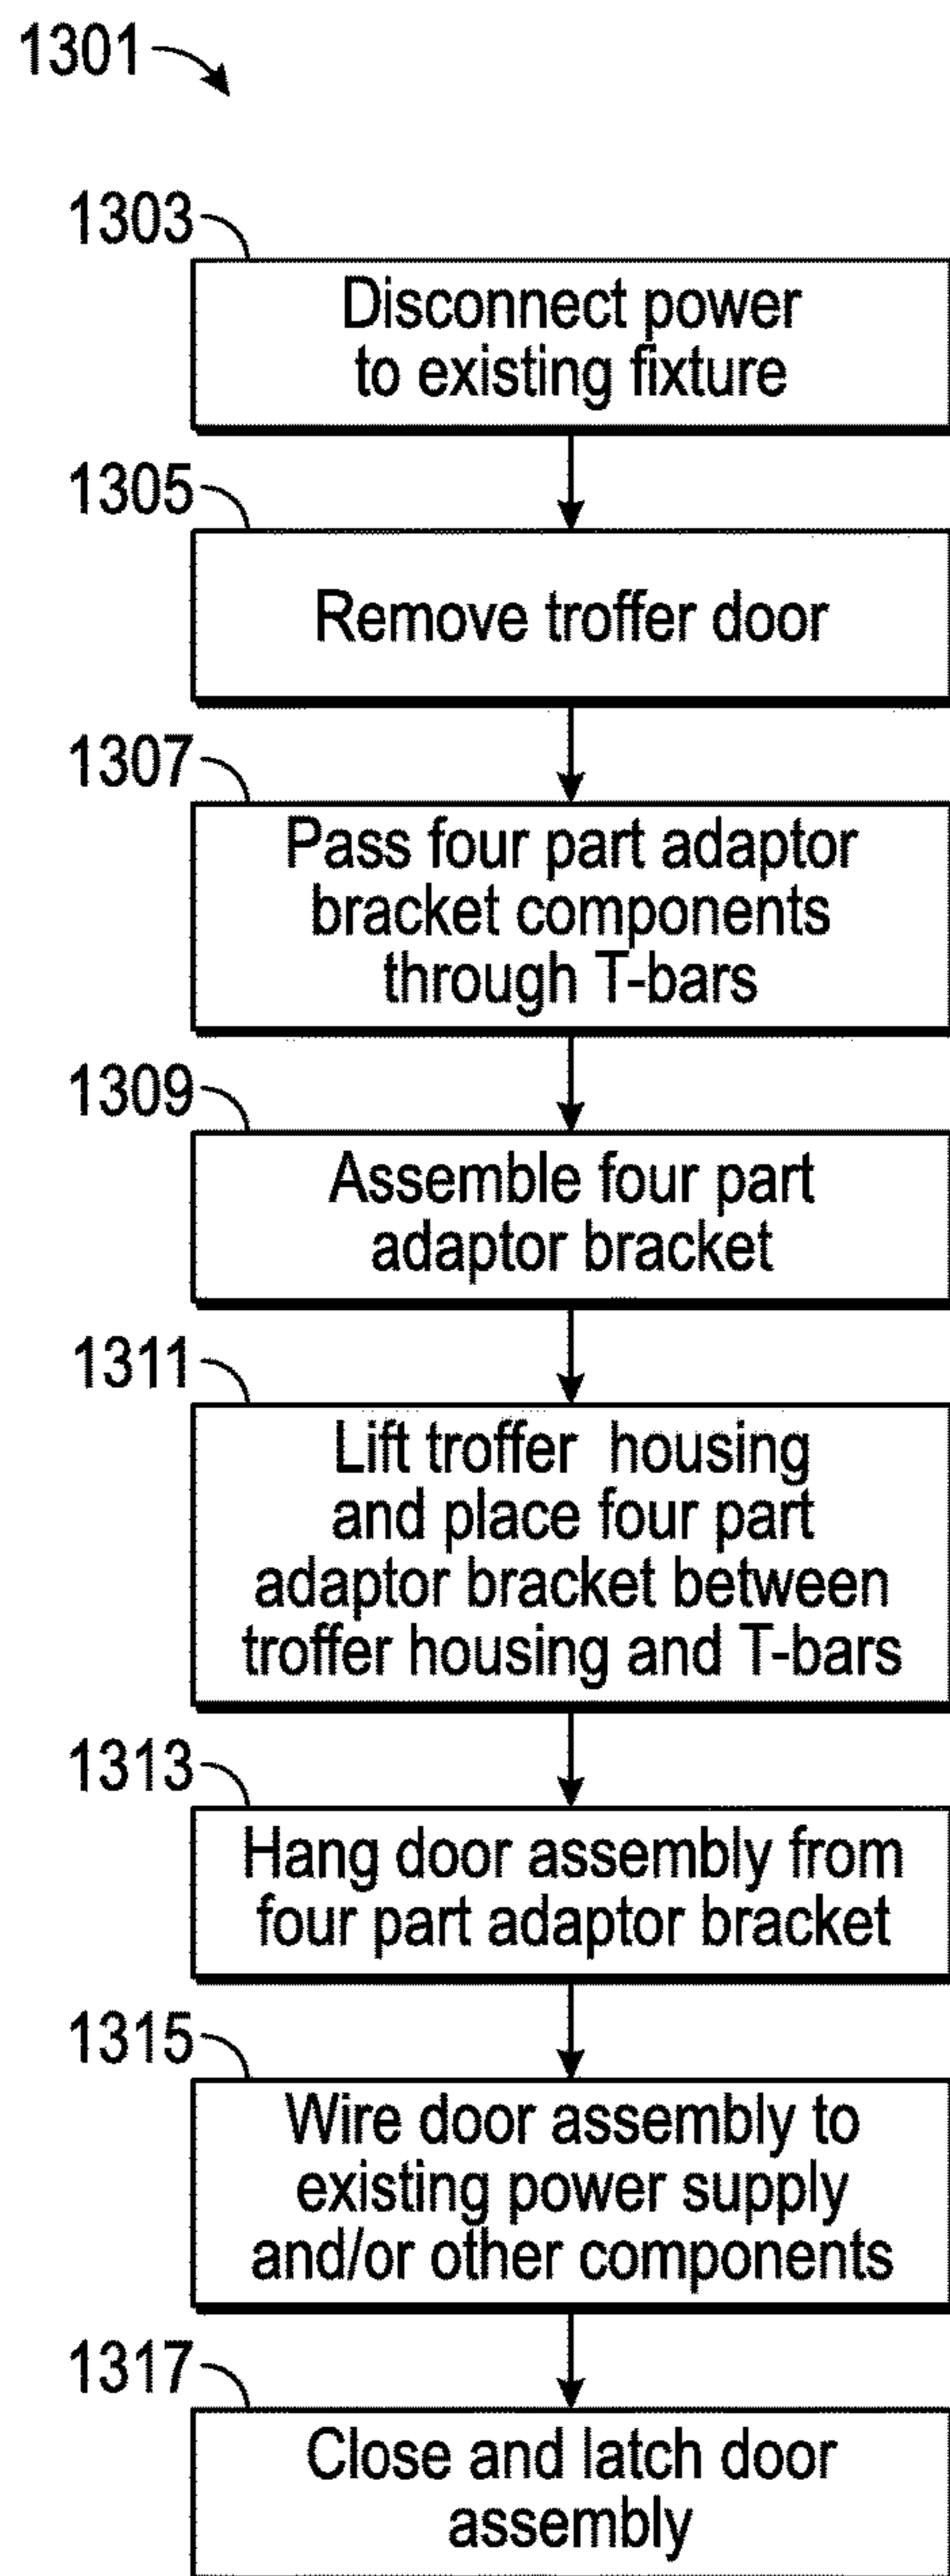 1301
1303
Disconnect power
to existing fixture
1305
Remove troffer door
1307
Pass four part adaptor
bracket components
through T-bars
1309
Assemble four part
adaptor bracket
1311
Lift troffer housing
and place four part
adaptor bracket between
troffer housing and T-bars
1313
Hang door assembly from
four part adaptor bracket
1315
Wire door assembly to
existing power supply
and/or other components
1317
Close and latch door
assembly